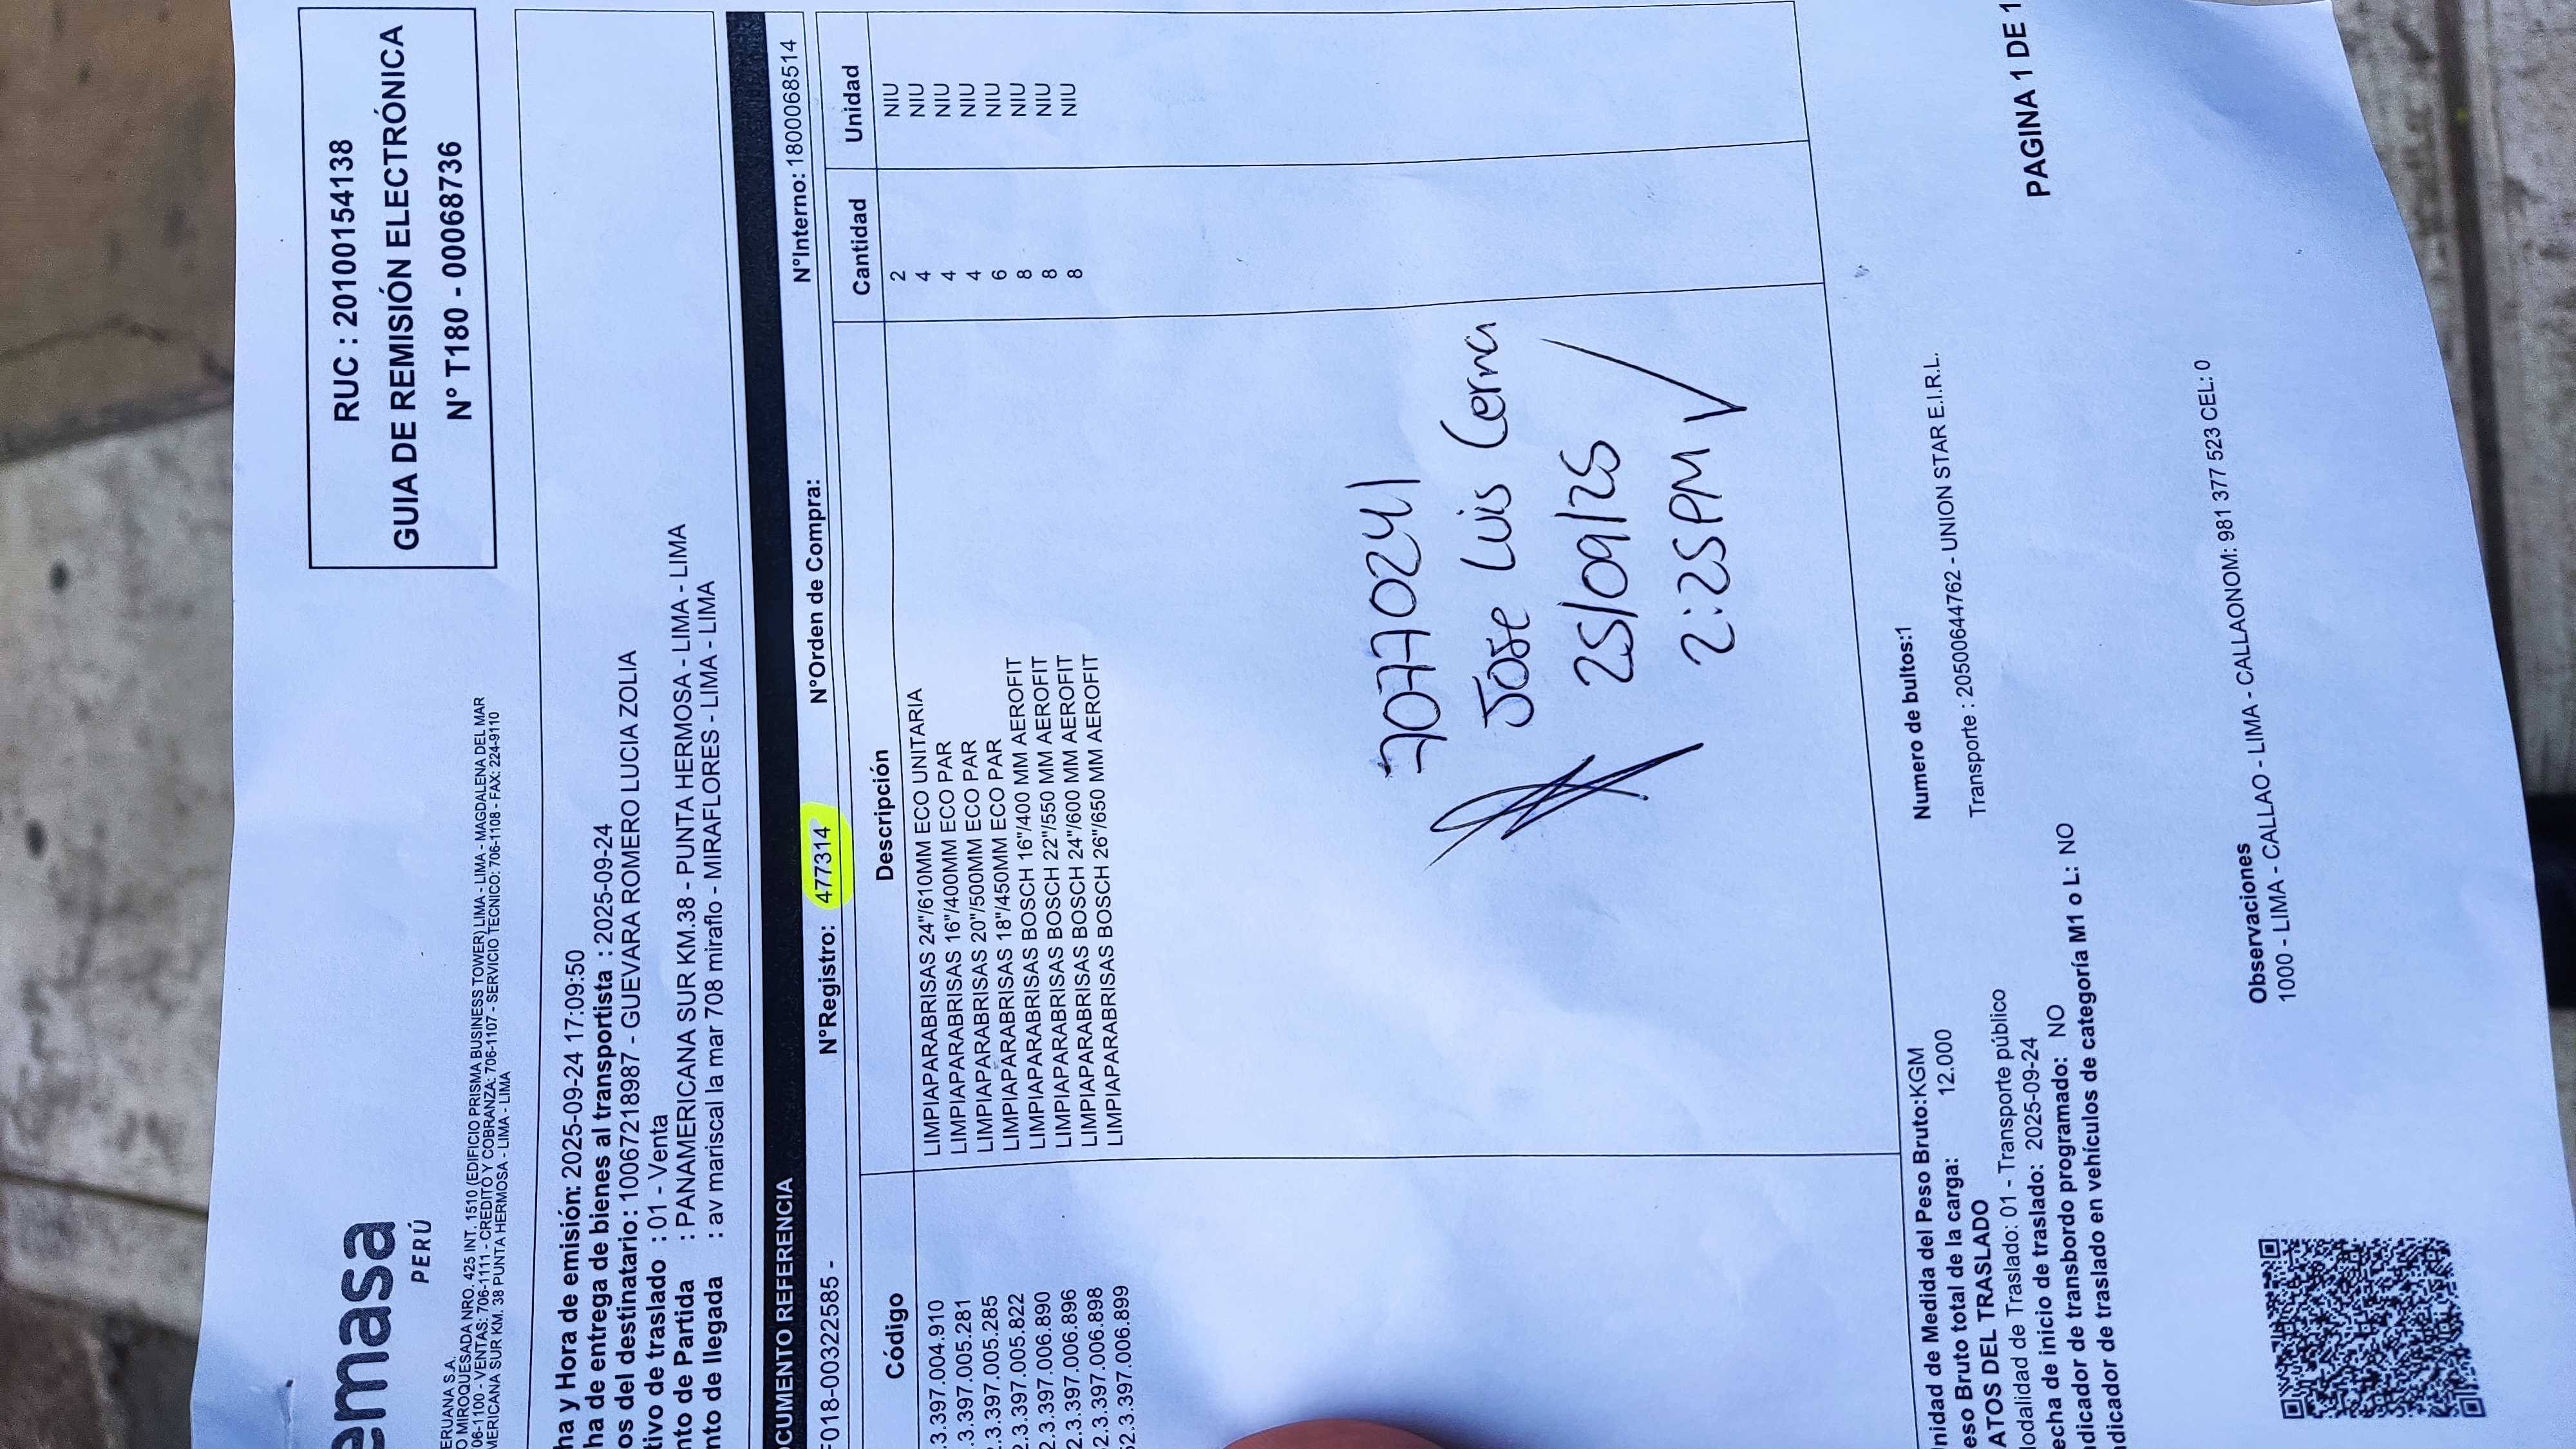 RUC : 20100154138
GUIA DE REMISIÓN ELECTRÓNICA
N° T180 - 00068736
emasa
PERÚ
ERUANA S.A.
O MIROQUESADA NRO. 425 INT. 1510 (EDIFICIO PRISMA BUSINESS TOWER) LIMA - LIMA - MAGDALENA DEL MAR
06-1100 - VENTAS: 706-1111 - CREDITO Y COBRANZA: 706-1107 - SERVICIO TECNICO: 706-1108 - FAX: 224-9110
MERICANA SUR KM. 38 PUNTA HERMOSA - LIMA - LIMA
ha y Hora de emisión: 2025-09-24 17:09:50
ha de entrega de bienes al transportista : 2025-09-24
os del destinatario : 10067218987 - GUEVARA ROMERO LUCIA ZOLIA
tivo de traslado : 01 - Venta
nto de Partida : PANAMERICANA SUR KM.38 - PUNTA HERMOSA - LIMA - LIMA
nto de llegada : av mariscal la mar 708 miraflo - MIRAFLORES - LIMA - LIMA
OCUMENTO REFERENCIA
F018-00322585 - N°Registro: 477314 N°Orden de Compra: N°Interno: 1800068514
Código Descripción Cantidad Unidad
.3.397.004.910 LIMPIAPARABRISAS 24"/610MM ECO UNITARIA 2 NIU
.3.397.005.281 LIMPIAPARABRISAS 16"/400MM ECO PAR 4 NIU
2.3.397.005.285 LIMPIAPARABRISAS 20"/500MM ECO PAR 4 NIU
2.3.397.005.822 LIMPIAPARABRISAS 18"/450MM ECO PAR 4 NIU
2.3.397.006.890 LIMPIAPARABRISAS BOSCH 16"/400 MM AEROFIT 6 NIU
2.3.397.006.896 LIMPIAPARABRISAS BOSCH 22"/550 MM AEROFIT 8 NIU
2.3.397.006.898 LIMPIAPARABRISAS BOSCH 24"/600 MM AEROFIT 8 NIU
2.3.397.006.899 LIMPIAPARABRISAS BOSCH 26"/650 MM AEROFIT 8 NIU
70770241
Jose Luis Cerna
25/09/25
2:25PM
nidad de Medida del Peso Bruto:KGM Numero de bultos:1
eso Bruto total de la carga: 12.000
ATOS DEL TRASLADO Transporte : 20500644762 - UNION STAR E.I.R.L.
lodalidad de Traslado: 01 - Transporte público
echa de inicio de traslado: 2025-09-24
ndicador de transbordo programado: NO
ndicador de traslado en vehículos de categoría M1 o L: NO
PAGINA 1 DE 1
Observaciones
1000 - LIMA - CALLAO - LIMA - CALLAONOM: 981 377 523 CEL: 0